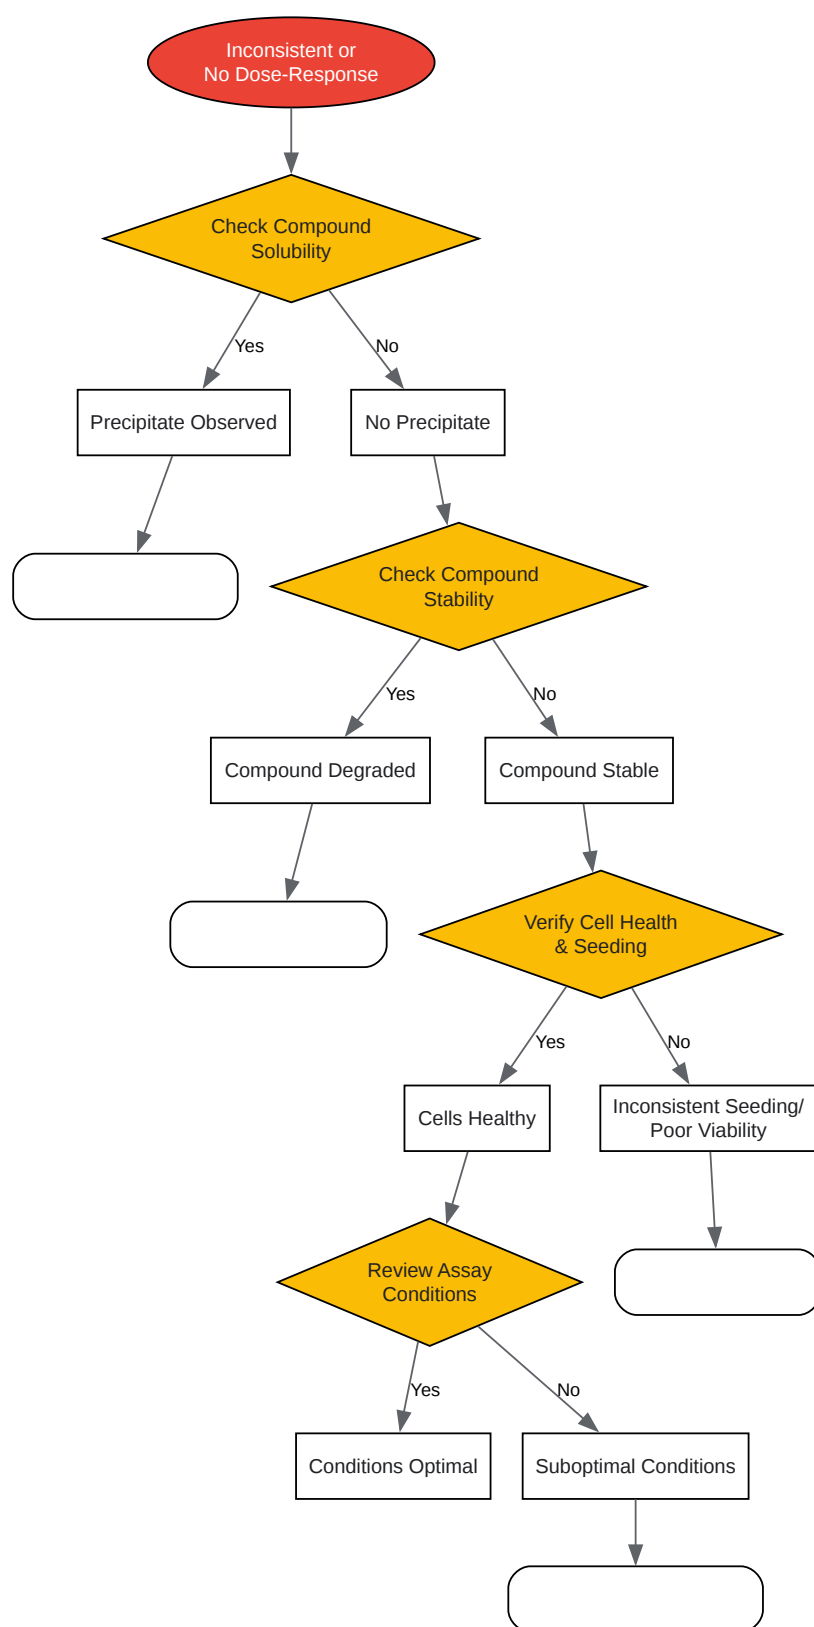 Inconsistent or
No Dose-Response
Check Compound
Solubility
Yes
No
Precipitate Observed
No Precipitate
Check Compound
Stability
Yes
No
Compound Degraded
Compound Stable
Verify Cell Health
& Seeding
Yes
No
Cells Healthy
Inconsistent Seeding/
Poor Viability
Review Assay
Conditions
Yes
No
Conditions Optimal
Suboptimal Conditions